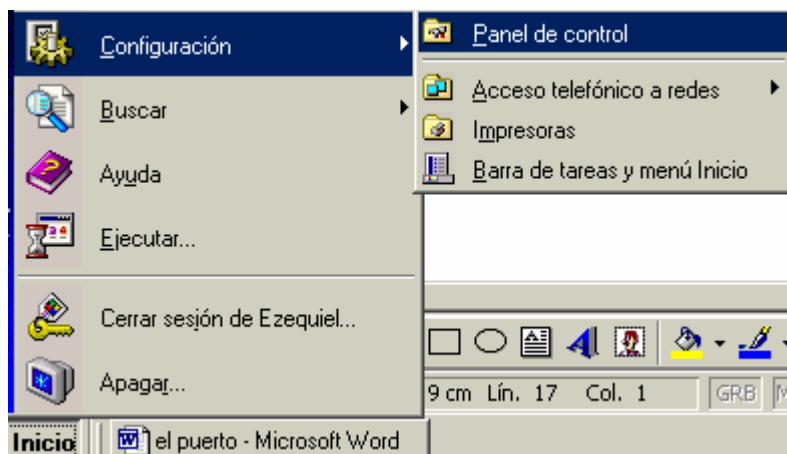 Configuración
Buscar
Ayuda
Ejecutar...
Cerrar sesión de Ezequiel...
Apagar...
Panel de control
Acceso telefónico a redes
Impresoras
Barra de tareas y menú Inicio
9 cm Lín. 17 Col. 1 GRB
Inicio el puerto - Microsoft Word